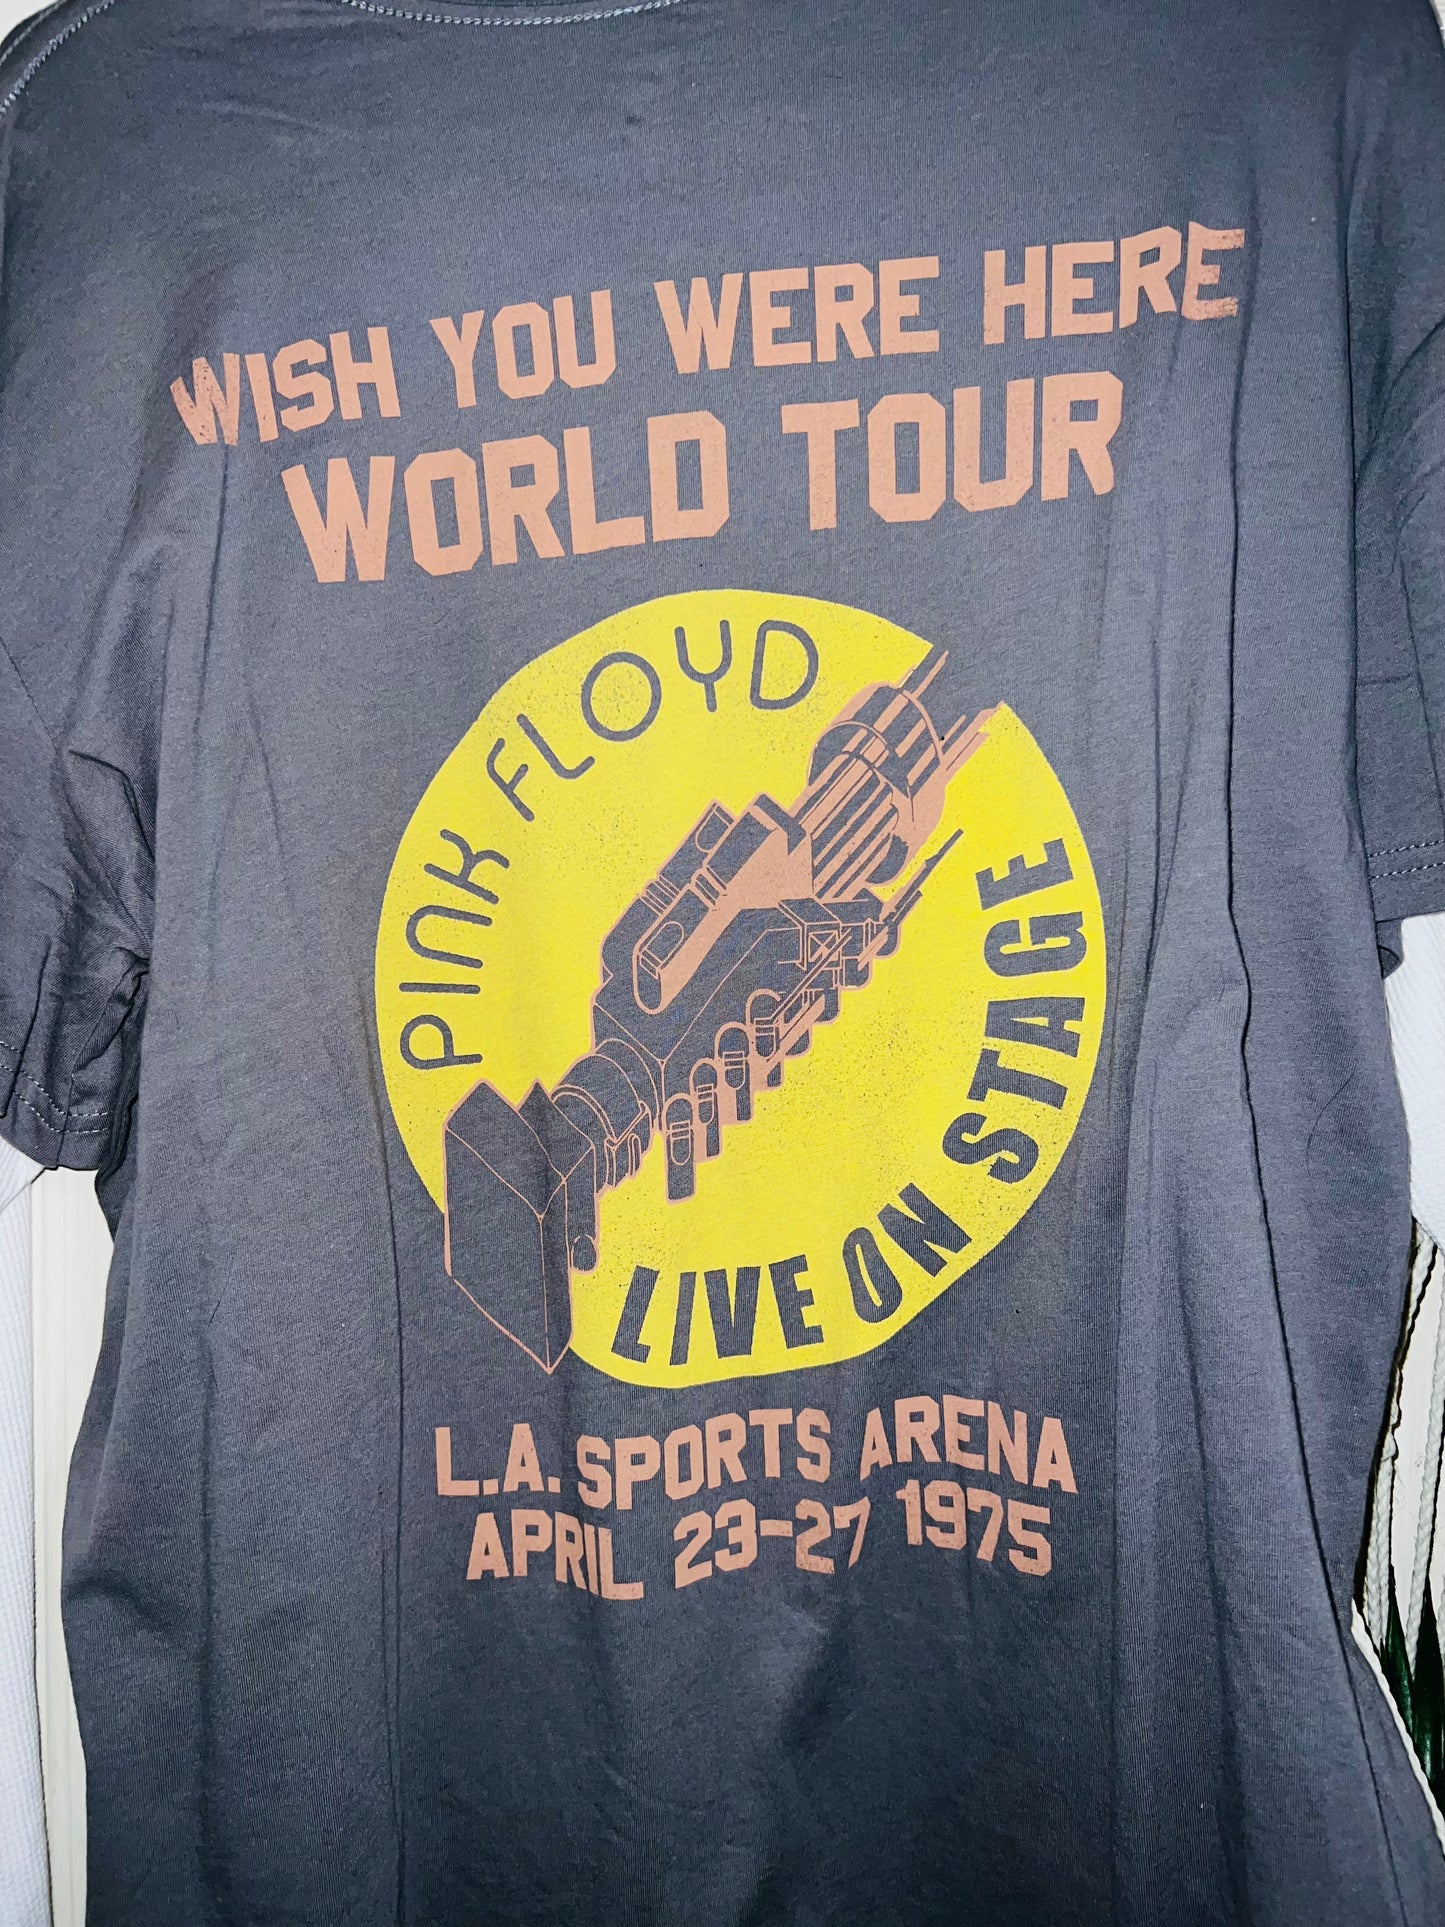 WISH YOU WERE HERE
WORLD TOUR
PINK FLOYD
LIVE ON STAGE
L.A. SPORTS ARENA
APRIL 23-27 1975